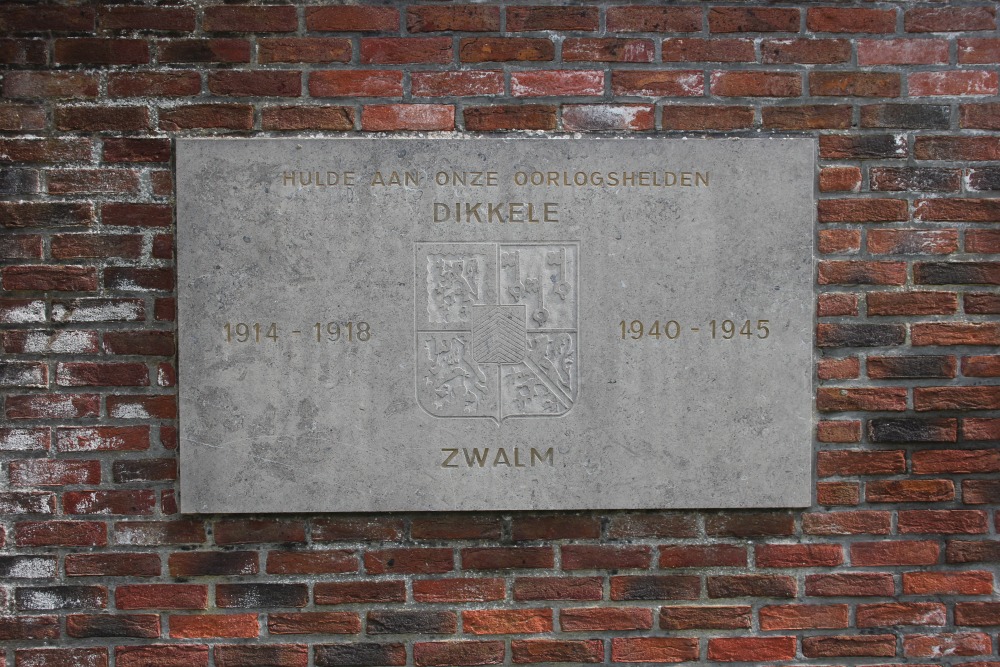 HULDE AAN ONZE OORLOGSHELDEN
DIKKELE
1914 - 1918
1940 - 1945
ZWALM